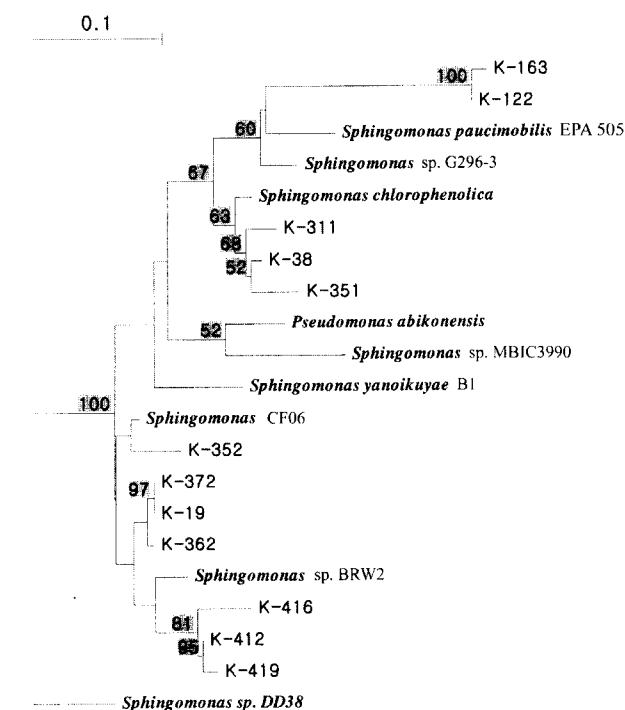 0.1
100 K-163
K-122
60 Sphingomonas paucimobilis EPA 505
Sphingomonas sp. G296-3
67
Sphingomonas chlorophenolica
63
K-311
68
K-38
52
K-351
Pseudomonas abikonensis
52
Sphingomonas sp. MBIC3990
Sphingomonas yanoikuyae B1
100
Sphingomonas CF06
K-352
K-372
97
K-19
K-362
Sphingomonas sp. BRW2
K-416
81
K-412
95
K-419
Sphingomonas sp. DD38